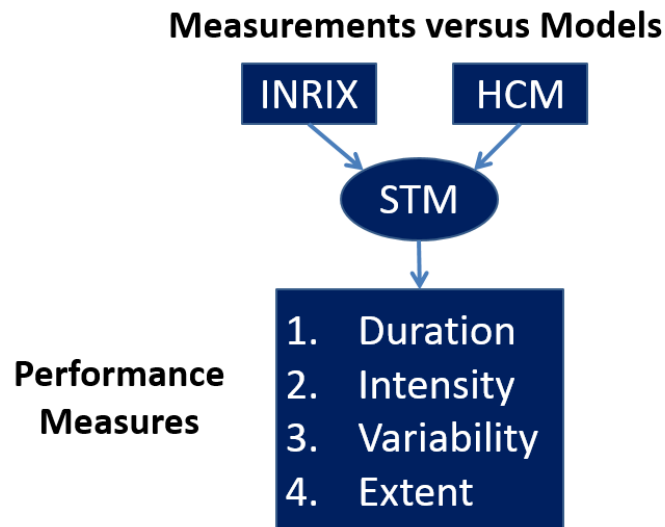 Measurements versus Models
INRIX
HCM
STM
Performance
Measures
1. Duration
2. Intensity
3. Variability
4. Extent